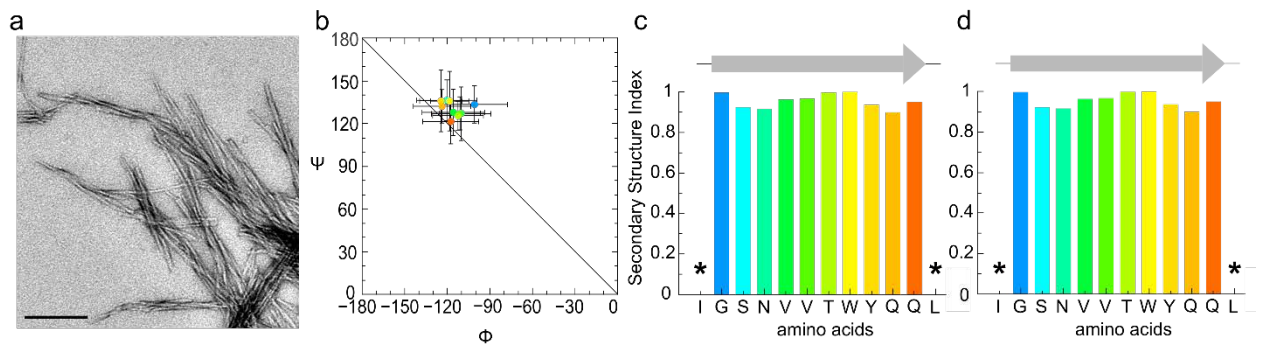 a
b
180
150
120
90
60
30
0
Ψ
−180 −150 −120 −90 −60 −30 0
Φ
c
Secondary Structure Index
1
0.8
0.6
0.4
0.2
0
* *
I G S N V V T W Y Q Q L
amino acids
d
1
0.8
0.6
0.4
0.2
0
* *
I G S N V V T W Y Q Q L
amino acids